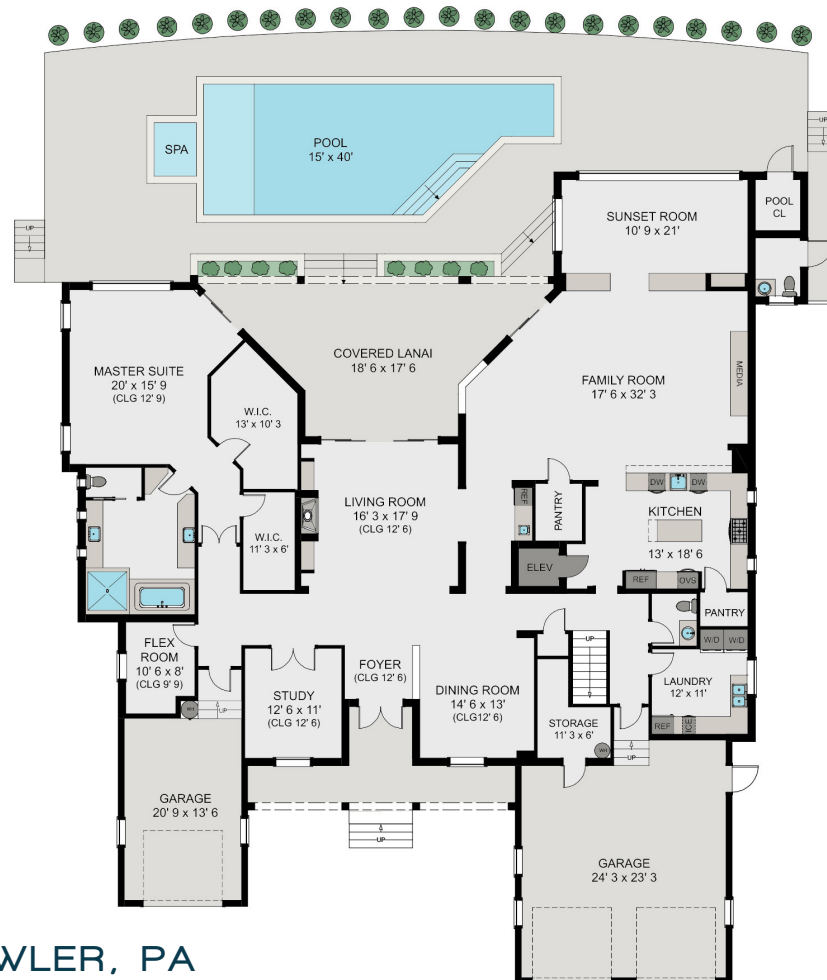 UP
SPA
POOL
15' x 40'
POOL
CL
UP
SUNSET ROOM
10' 9 x 21'
COVERED LANAI
18' 6 x 17' 6
MASTER SUITE
20' x 15' 9
(CLG 12' 9)
W.I.C.
13' x 10' 3
FAMILY ROOM
17' 6 x 32' 3
MEDIA
W.I.C.
11' 3 x 6'
LIVING ROOM
16' 3 x 17' 9
(CLG 12' 6)
REF
PANTRY
DW
DW
KITCHEN
13' x 18' 6
ELEV
REF
OVS
PANTRY
W/D
W/D
FLEX
ROOM
10' 6 x 8'
(CLG 9' 9)
WH
UP
STUDY
12' 6 x 11'
(CLG 12' 6)
FOYER
(CLG 12' 6)
DINING ROOM
14' 6 x 13'
(CLG12' 6)
UP
STORAGE
11' 3 x 6'
WH
UP
LAUNDRY
12' x 11'
REF
ICE
GARAGE
20' 9 x 13' 6
UP
GARAGE
24' 3 x 23' 3
WLER, PA